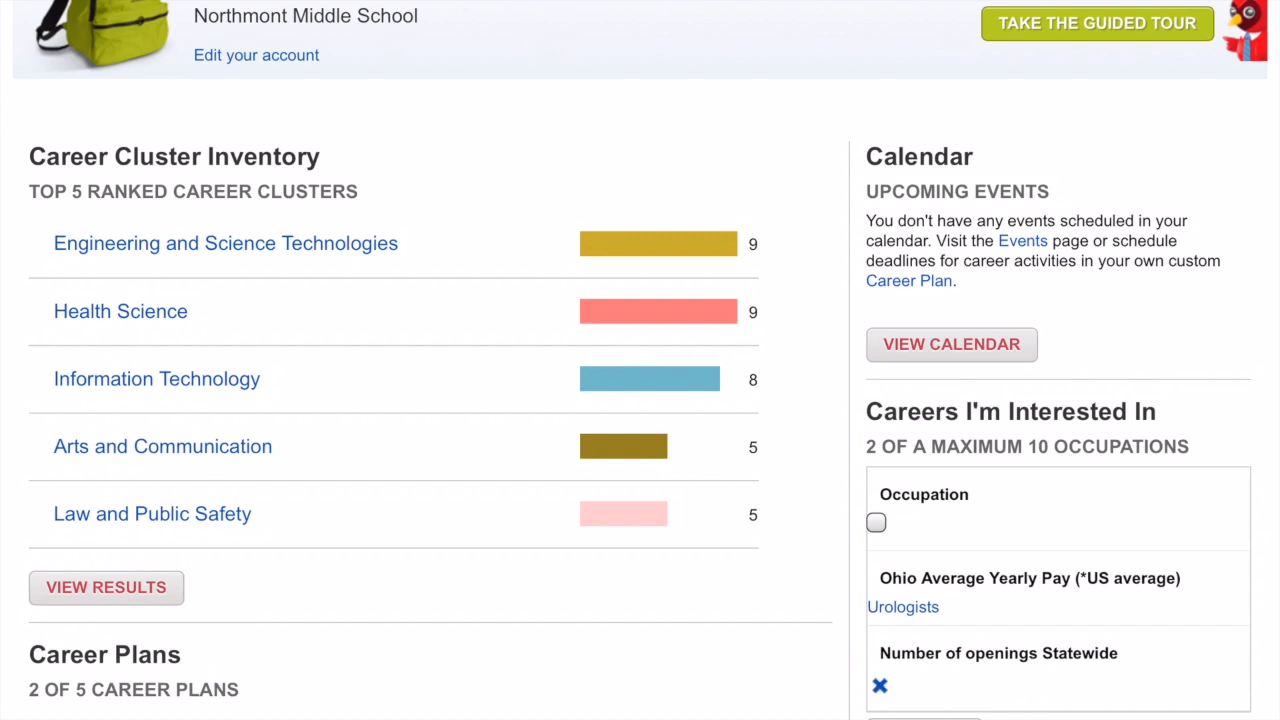 Northmont Middle School
Edit your account
TAKE THE GUIDED TOUR
Career Cluster Inventory
TOP 5 RANKED CAREER CLUSTERS
Engineering and Science Technologies 9
Health Science 9
Information Technology 8
Arts and Communication 5
Law and Public Safety 5
VIEW RESULTS
Career Plans
2 OF 5 CAREER PLANS
Calendar
UPCOMING EVENTS
You don't have any events scheduled in your
calendar. Visit the Events page or schedule
deadlines for career activities in your own custom
Career Plan.
VIEW CALENDAR
Careers I'm Interested In
2 OF A MAXIMUM 10 OCCUPATIONS
Occupation
Ohio Average Yearly Pay (*US average)
Urologists
Number of openings Statewide